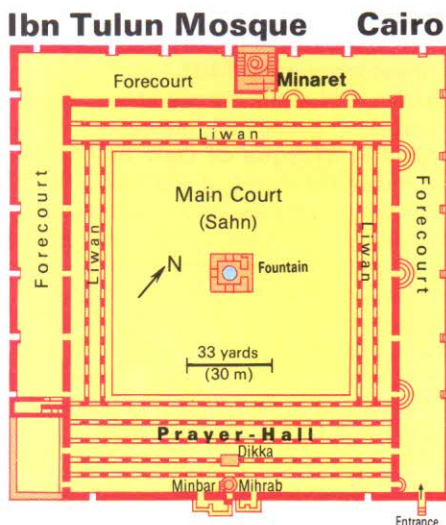 Ibn Tulun Mosque Cairo
Forecourt
Minaret
Liwan
Forecourt
Liwan
Main Court
(Sahn)
Liwan
Forecourt
N
Fountain
33 yards
(30 m)
Prayer-Hall
Dikka
Minbar Mihrab
Entrance